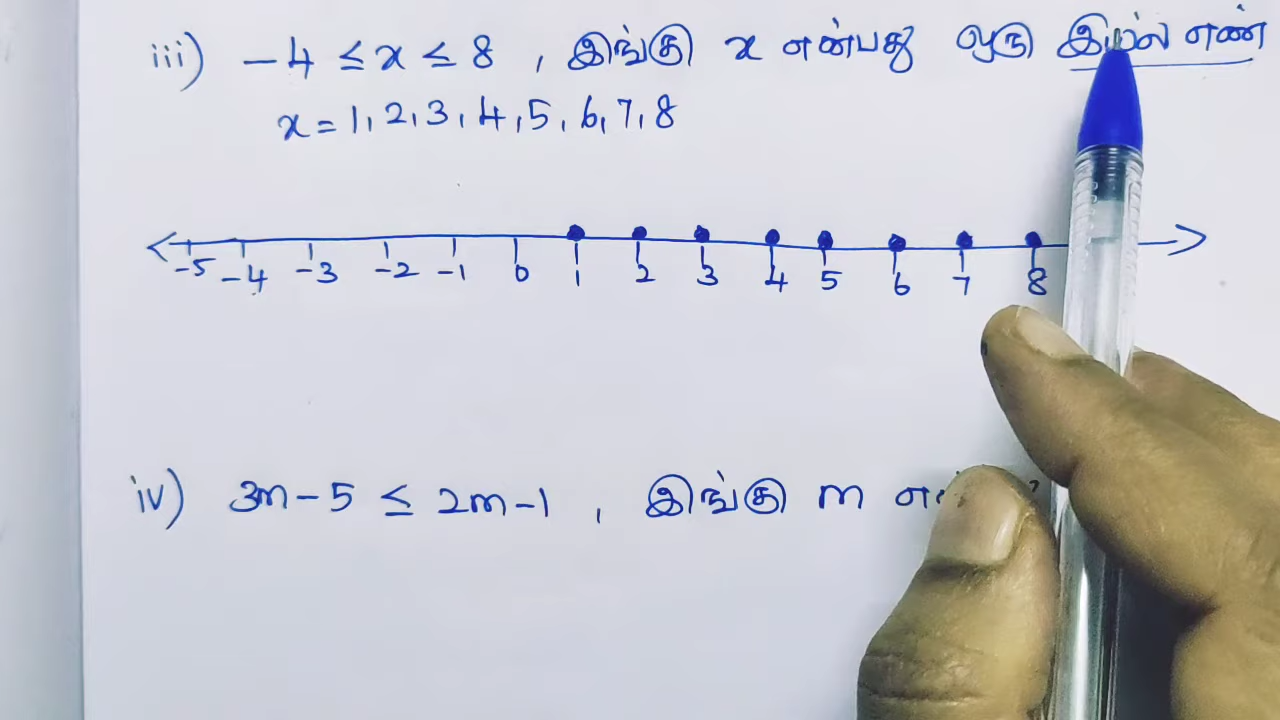 iii) -4 ≤ x ≤ 8 , இங்கு x என்பது ஒரு இயல் எண்
x = 1, 2, 3, 4, 5, 6, 7, 8
-5 -4 -3 -2 -1 0 1 2 3 4 5 6 7 8
iv) 3m - 5 ≤ 2m - 1 , இங்கு m